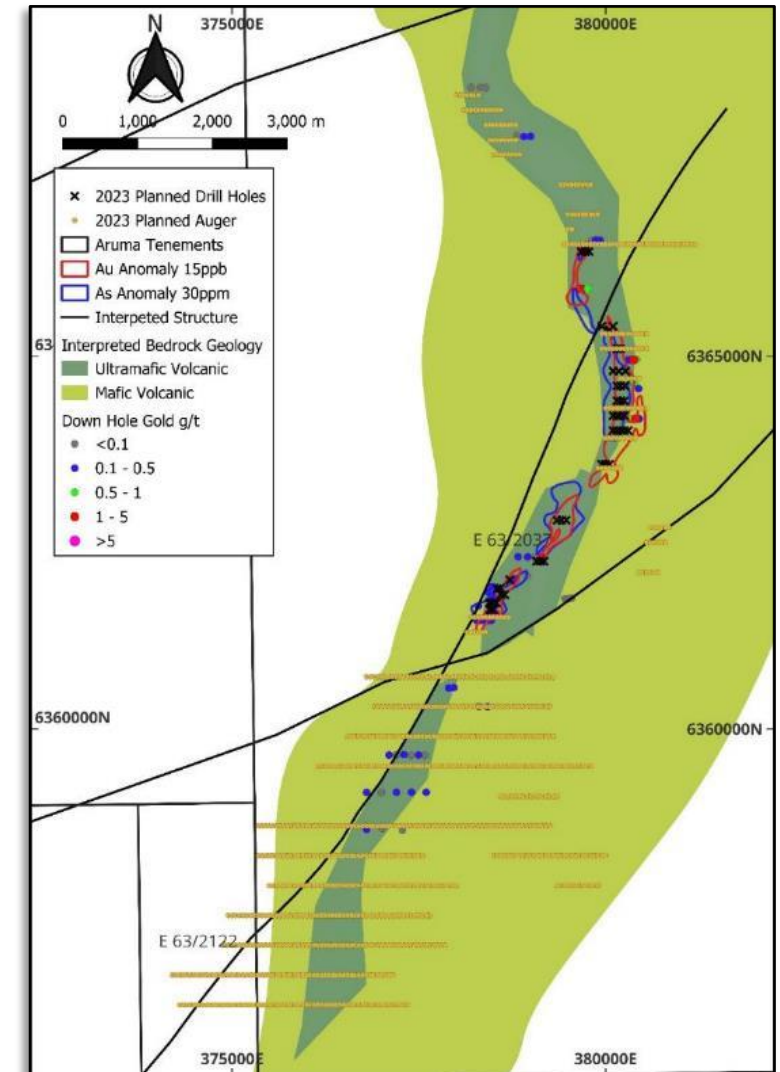 375000E
380000E
N
0 1,000 2,000 3,000 m
2023 Planned Drill Holes
2023 Planned Auger
Aruma Tenements
Au Anomaly 15ppb
As Anomaly 30ppm
Interpeted Structure
Interpreted Bedrock Geology
Ultramafic Volcanic
Mafic Volcanic
Down Hole Gold g/t
<0.1
0.1 - 0.5
0.5 - 1
1 - 5
>5
63
6365000N
E 63/2037
6360000N
6360000N
E 63/2122
375000E
380000E